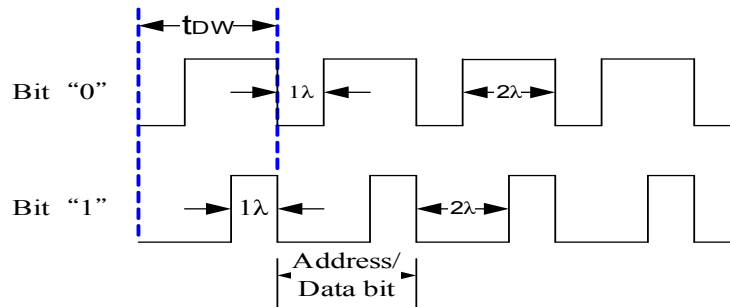 tDW
Bit “0”
1λ
2λ
Bit “1”
1λ
2λ
Address/
Data bit